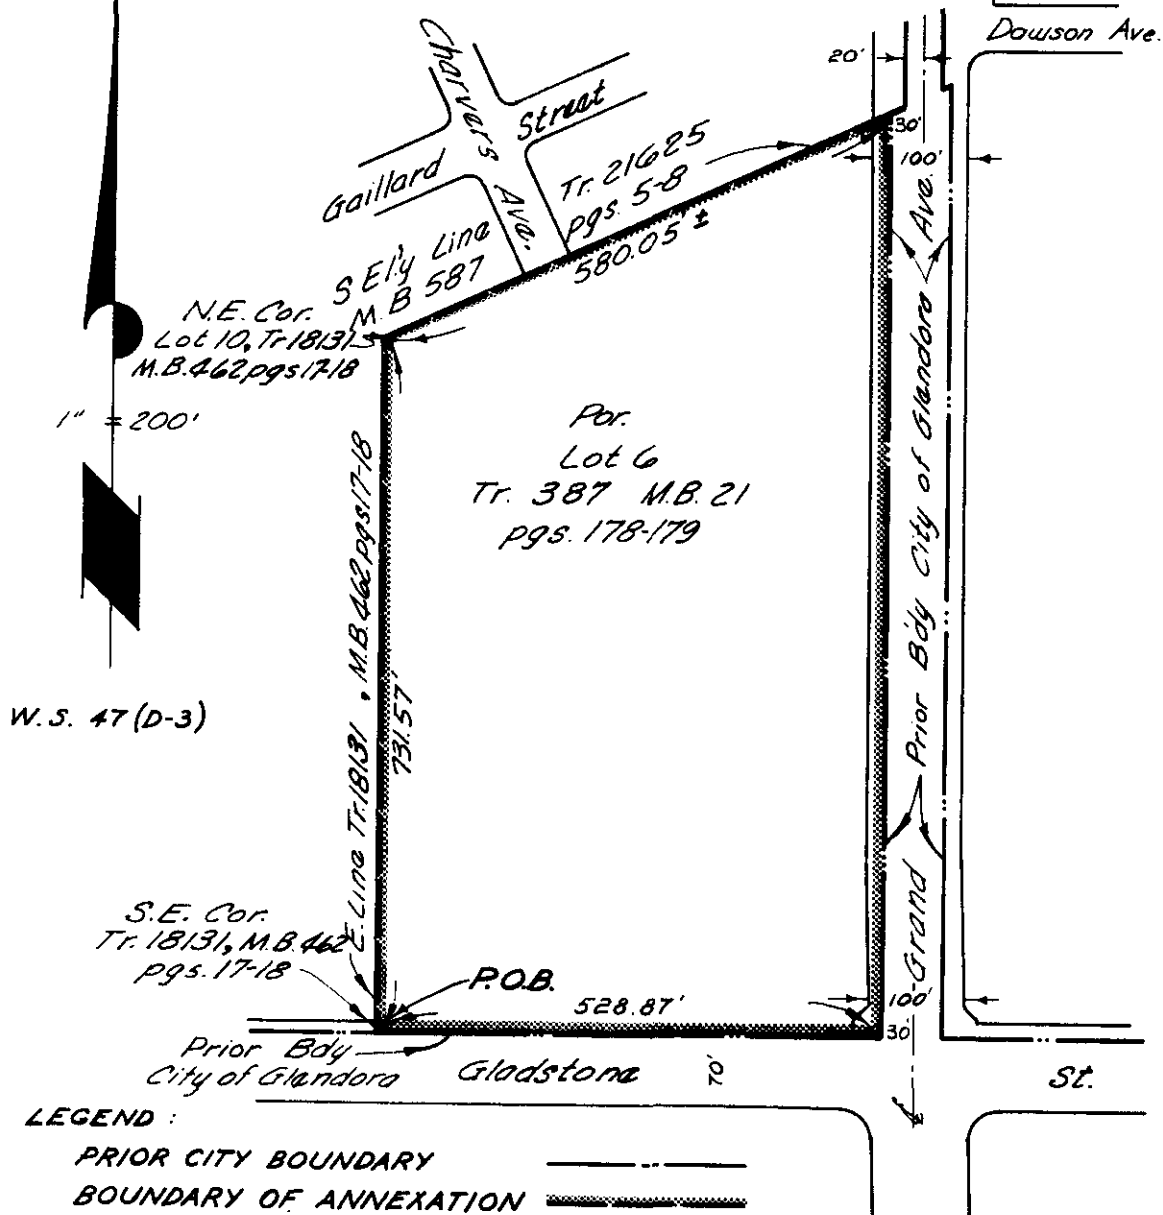 Dawson Ave.
20'
Charvers Ave.
Gaillard Street
30'
100'
Tr. 21625
pgs. 5-8
580.05 ±
S Ely Line
M.B 587
N.E. Cor.
Lot 10, Tr 18131
M.B. 462 pgs 17-18
1" = 200'
Por.
Lot 6
Tr. 387 M.B. 21
pgs. 178-179
E. Line Tr. 18131, M.B. 462 pgs 17-18
731.57'
Prior Bdy City of Glendora
Grand Ave.
W.S. 47 (D-3)
S.E. Cor.
Tr. 18131, M.B. 462
pgs. 17-18
P.O.B.
528.87'
100'
30'
Prior Bdy
City of Glendora
Gladstone St.
70'
LEGEND :
PRIOR CITY BOUNDARY
BOUNDARY OF ANNEXATION